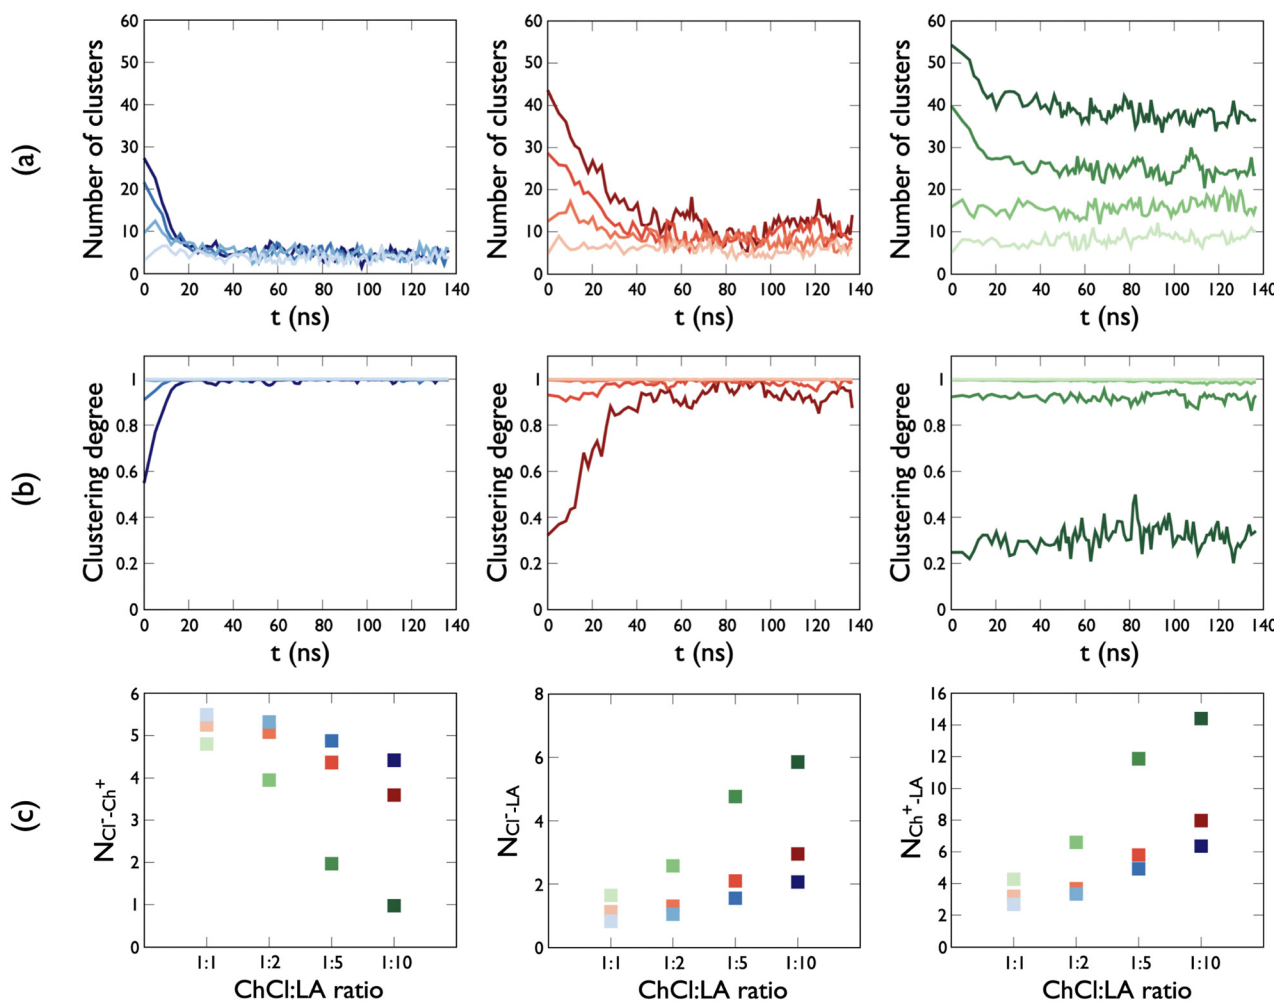 (a)
Number of clusters
60
50
40
30
20
10
0
0 20 40 60 80 100 120 140
t (ns)
Number of clusters
60
50
40
30
20
10
0
0 20 40 60 80 100 120 140
t (ns)
Number of clusters
60
50
40
30
20
10
0
0 20 40 60 80 100 120 140
t (ns)
(b)
Clustering degree
1
0.8
0.6
0.4
0.2
0
0 20 40 60 80 100 120 140
t (ns)
Clustering degree
1
0.8
0.6
0.4
0.2
0
0 20 40 60 80 100 120 140
t (ns)
Clustering degree
1
0.8
0.6
0.4
0.2
0
0 20 40 60 80 100 120 140
t (ns)
(c)
NCl⁻-Ch⁺
6
5
4
3
2
1
0
1:1 1:2 1:5 1:10
ChCl:LA ratio
NCl⁻-LA
8
6
4
2
0
1:1 1:2 1:5 1:10
ChCl:LA ratio
NCh⁺-LA
16
14
12
10
8
6
4
2
0
1:1 1:2 1:5 1:10
ChCl:LA ratio